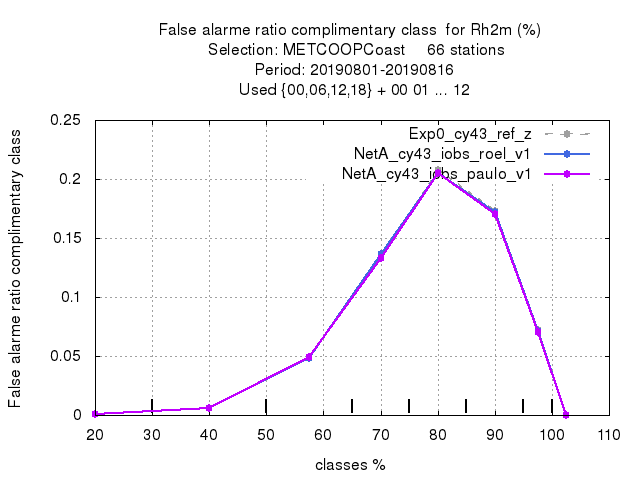 False alarme ratio complimentary class  for Rh2m (%)
Selection: METCOOPCoast     66 stations
Period: 20190801-20190816
Used {00,06,12,18} + 00 01 ... 12
Exp0_cy43_ref_z
NetA_cy43_iobs_roel_v1
NetA_cy43_iobs_paulo_v1
False alarme ratio complimentary class
0.25
0.2
0.15
0.1
0.05
0
20 30 40 50 60 70 80 90 100 110
classes %